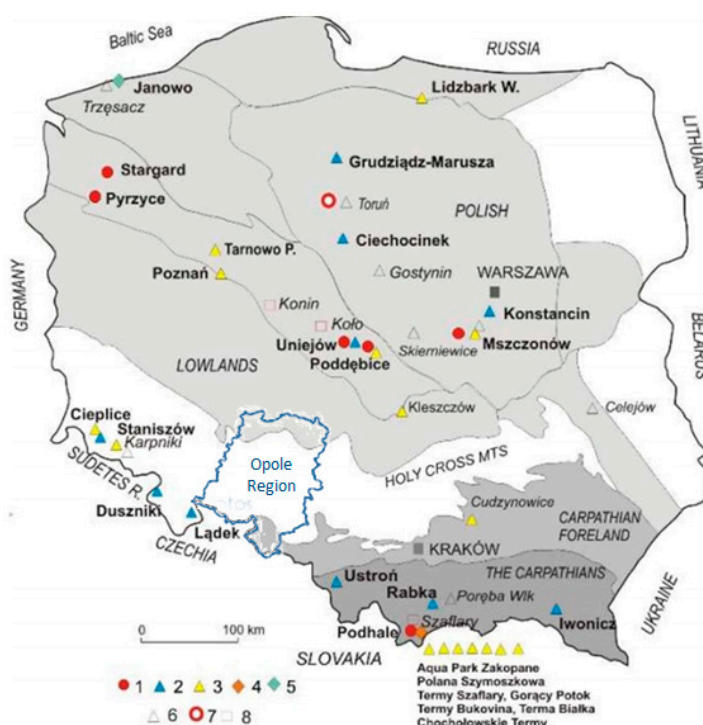 Baltic Sea
RUSSIA
Janowo
Trzęsacz
Lidzbark W.
LITHUANIA
Stargard
Grudziądz-Marusza
Pyrzyce
Toruń
POLISH
Ciechocinek
Tarnowo P.
Poznań
Gostynin
WARSZAWA
GERMANY
Konin
Konstancin
BELARUS
Koło
Uniejów
Mszczonów
Skierniewice
Poddębice
LOWLANDS
Kleszczów
Celejów
Cieplice
Staniszów
Karpniki
SUDETES R.
Opole
Region
HOLY CROSS MTS
Duszniki
Lądek
CZECHIA
Cudzynowice
CARPATHIAN
FORELAND
KRAKÓW
THE CARPATHIANS
UKRAINE
Ustroń
Rabka
Poręba Wlk
Iwonicz
Szaflary
Podhale
0 100 km
SLOVAKIA
Aqua Park Zakopane
Polana Szymoszkowa
Termy Szaflary, Gorący Potok
Termy Bukovina, Terma Białka
Chochołowskie Termy
1 2 3 4 5
6 7 8